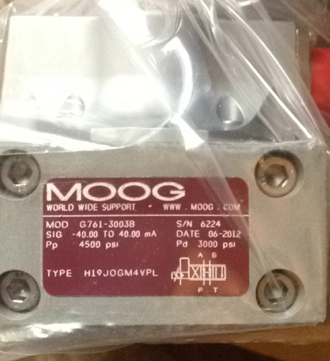 MOOG
WORLD WIDE SUPPORT • WWW.MOOG.COM
MOD G761-3003B S/N 6224
SIG -40.00 TO 40.00 mA DATE 06-2012
Pp 4500 psi Pd 3000 psi
A B
TYPE H19JOGM4VPL
P T